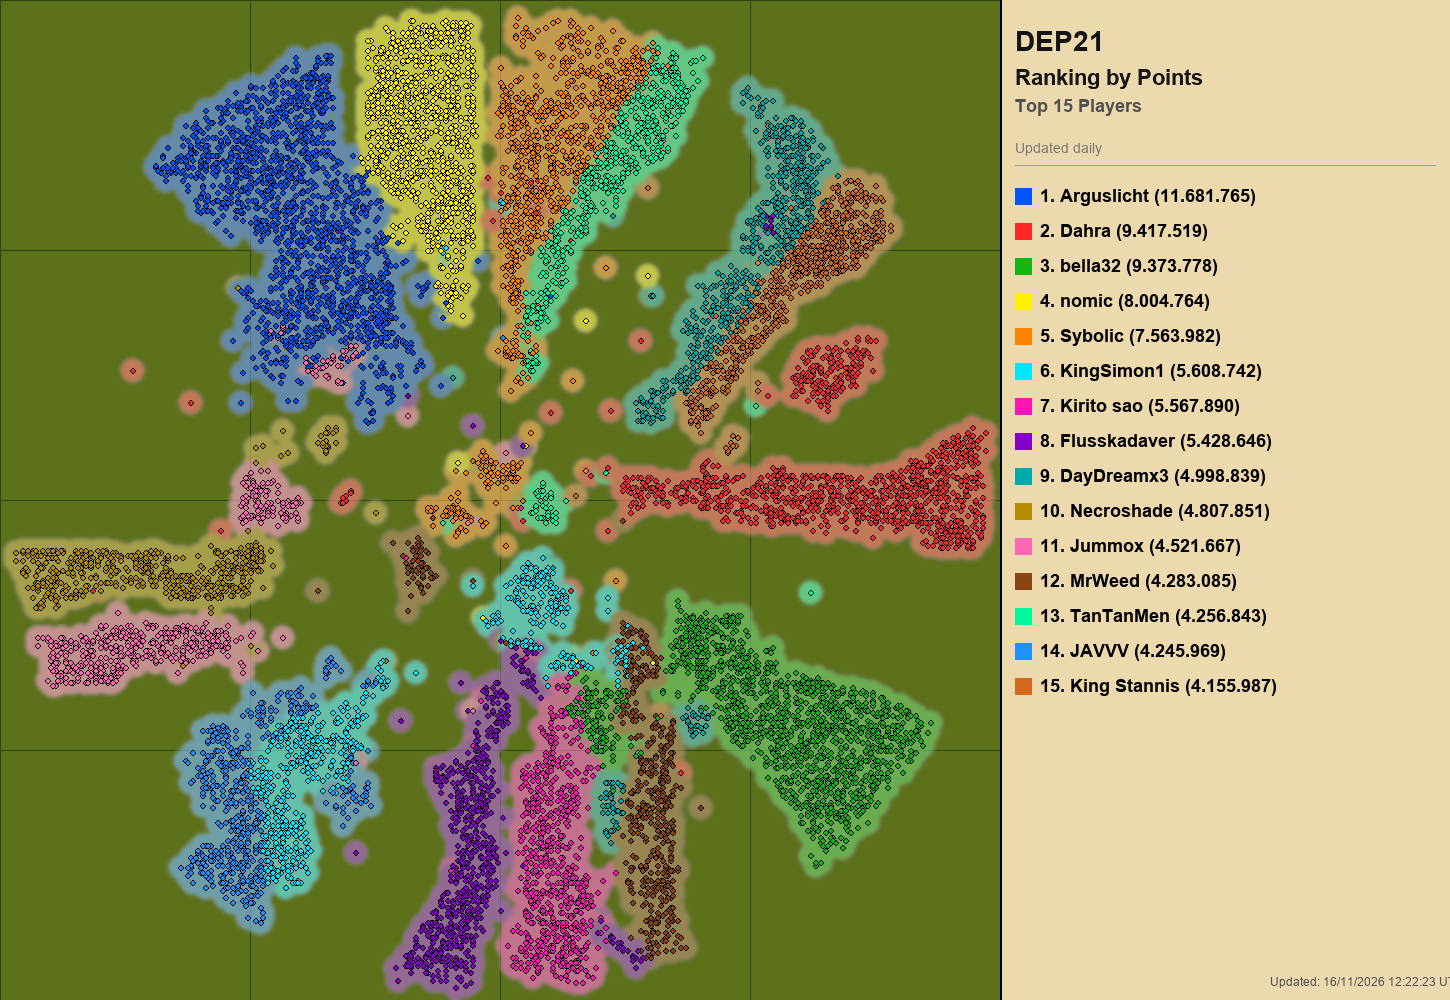 DEP21
Ranking by Points
Top 15 Players
Updated daily
1. Arguslicht (11.681.765)
2. Dahra (9.417.519)
3. bella32 (9.373.778)
4. nomic (8.004.764)
5. Sybolic (7.563.982)
6. KingSimon1 (5.608.742)
7. Kirito sao (5.567.890)
8. Flusskadaver (5.428.646)
9. DayDreamx3 (4.998.839)
10. Necroshade (4.807.851)
11. Jummox (4.521.667)
12. MrWeed (4.283.085)
13. TanTanMen (4.256.843)
14. JAVVV (4.245.969)
15. King Stannis (4.155.987)
Updated: 16/11/2026 12:22:23 U